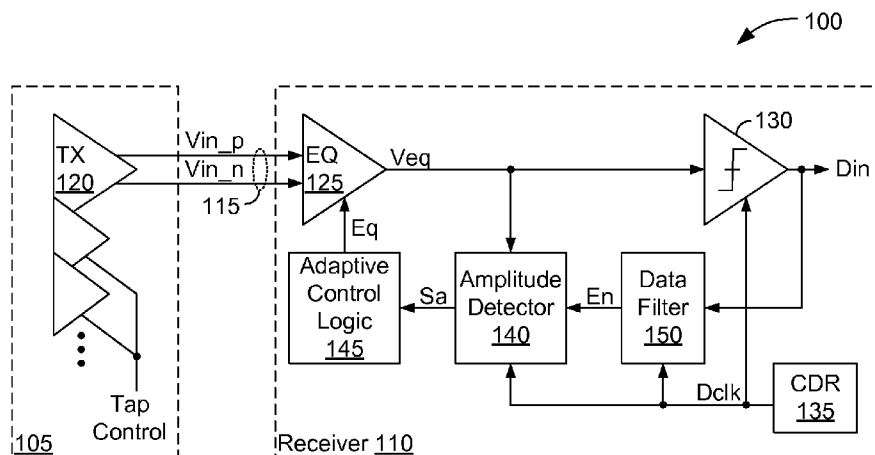 100
TX
120
Vin_p
Vin_n
115
EQ
125
Veq
130
Din
Eq
Adaptive
Control
Logic
145
Sa
Amplitude
Detector
140
En
Data
Filter
150
Dclk
CDR
135
Tap
Control
105
Receiver 110